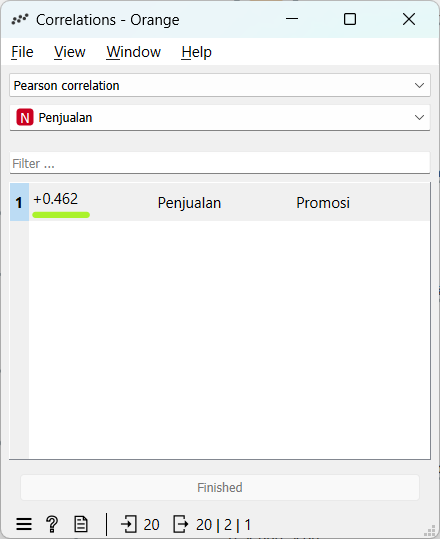 Correlations - Orange
File View Window Help
Pearson correlation
N Penjualan
Filter ...
1 +0.462 Penjualan Promosi
Finished
? 20 20 | 2 | 1